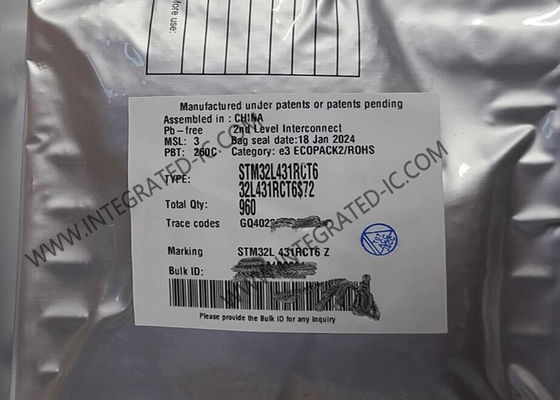 fore use:
Manufactured under patents or patents pending
Assembled in : CHINA
Pb-free 2nd Level Interconnect
MSL: 3 Bag seal date:18 Jan 2024
PBT: 260C Category: e3 ECOPACK2/ROHS
TYPE: STM32L431RCT6
32L431RCT6$72
Total Qty: 960
Trace codes GQ402
Marking STM32L431RCT6 Z
Bulk ID:
Please provide the Bulk ID for any inquiry
WWW.INTEGRATED-IC.COM
WWW.INTEGRATED-IC.COM